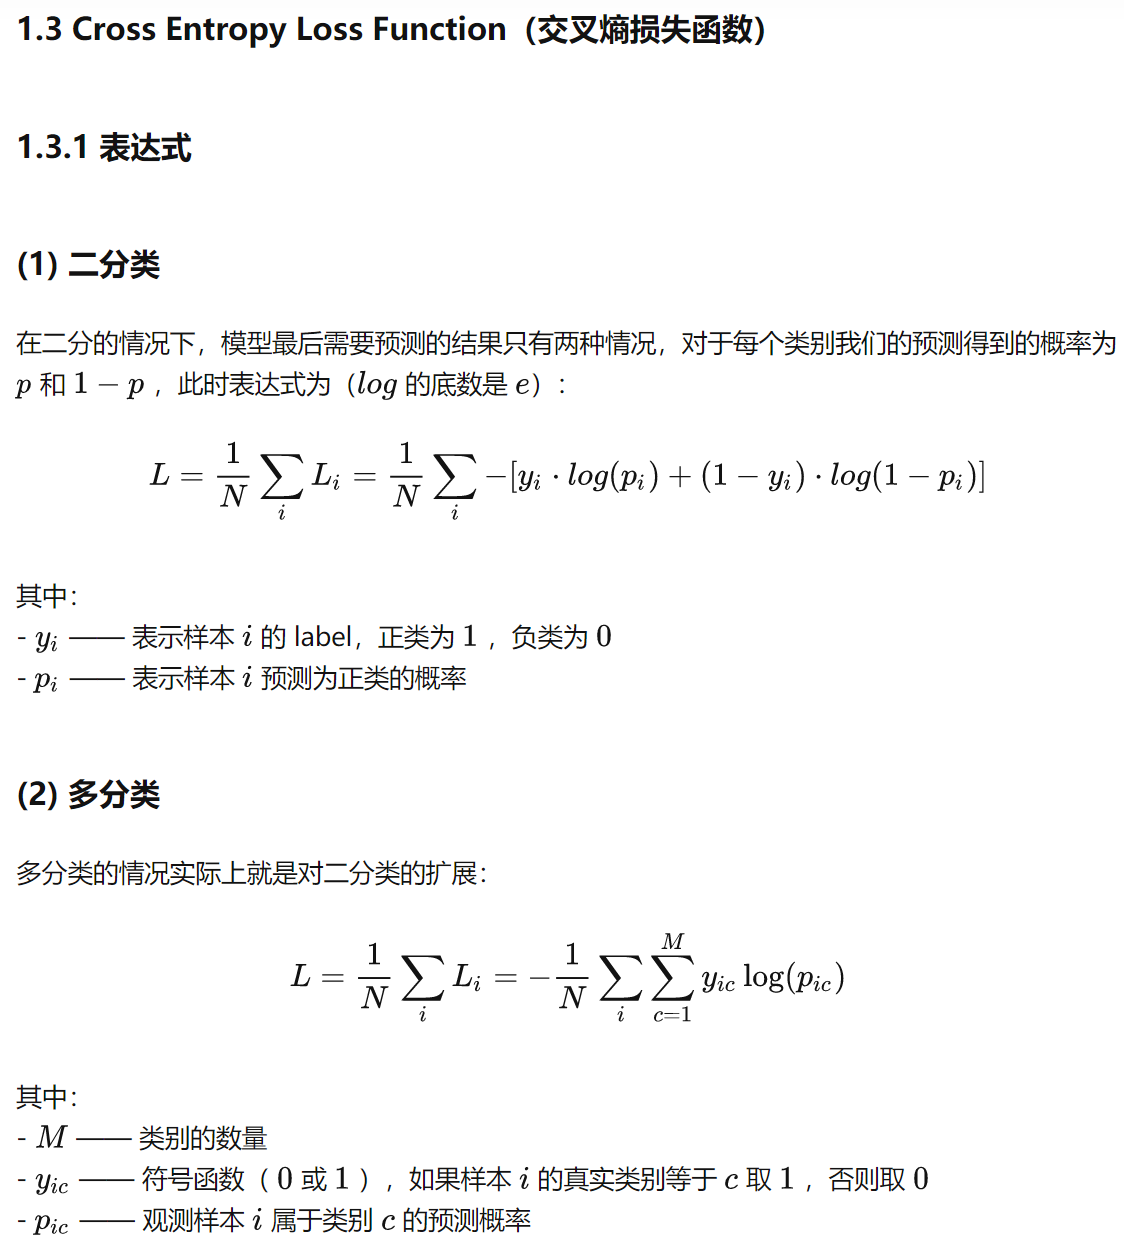 1.3 Cross Entropy Loss Function（交叉熵损失函数）
1.3.1 表达式
(1) 二分类
在二分的情况下，模型最后需要预测的结果只有两种情况，对于每个类别我们的预测得到的概率为
p 和 1 − p ，此时表达式为（log 的底数是 e）：
L = \frac{1}{N} \sum_{i} L_i = \frac{1}{N} \sum_{i} −[y_i · log(p_i) + (1 − y_i) · log(1 − p_i)]
其中：
- y_i —— 表示样本 i 的 label，正类为 1 ，负类为 0
- p_i —— 表示样本 i 预测为正类的概率
(2) 多分类
多分类的情况实际上就是对二分类的扩展：
L = \frac{1}{N} \sum_{i} L_i = −\frac{1}{N} \sum_{i} \sum_{c=1}^{M} y_{ic} log(p_{ic})
其中：
- M —— 类别的数量
- y_{ic} —— 符号函数（ 0 或 1 ），如果样本 i 的真实类别等于 c 取 1 ，否则取 0
- p_{ic} —— 观测样本 i 属于类别 c 的预测概率